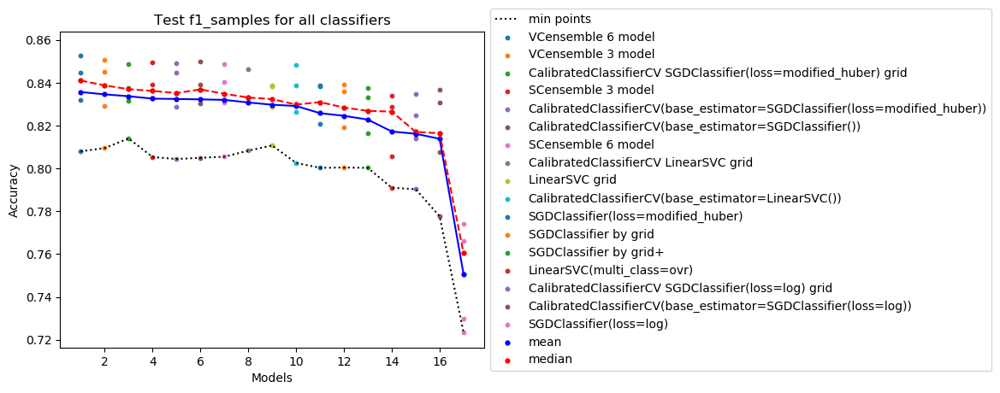 Test f1_samples for all classifiers
0.86
0.84
0.82
0.80
0.78
0.76
0.74
0.72
Accuracy
2
4
6
8
10
12
14
16
Models
min points
VCensemble 6 model
VCensemble 3 model
CalibratedClassifierCV SGDClassifier(loss=modified_huber) grid
SCensemble 3 model
CalibratedClassifierCV(base_estimator=SGDClassifier(loss=modified_huber))
CalibratedClassifierCV(base_estimator=SGDClassifier())
SCensemble 6 model
CalibratedClassifierCV LinearSVC grid
LinearSVC grid
CalibratedClassifierCV(base_estimator=LinearSVC())
SGDClassifier(loss=modified_huber)
SGDClassifier by grid
SGDClassifier by grid+
LinearSVC(multi_class=ovr)
CalibratedClassifierCV SGDClassifier(loss=log) grid
CalibratedClassifierCV(base_estimator=SGDClassifier(loss=log))
SGDClassifier(loss=log)
mean
median